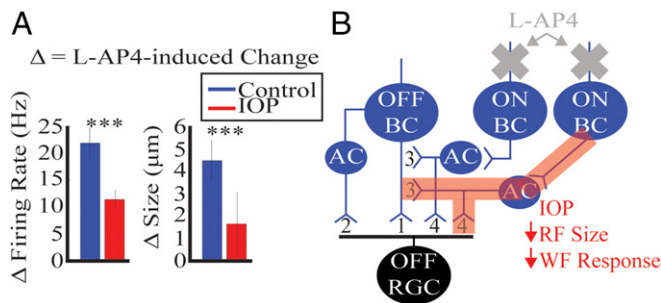 A
Δ = L-AP4-induced Change
Control
IOP
Δ Firing Rate (Hz)
25
20
15
10
5
0
***
Δ Size (μm)
6
5
4
3
2
1
0
***
B
L-AP4
OFF BC
ON BC
ON BC
AC
3
AC
3
AC
2
1
4
4
IOP
RF Size
WF Response
OFF RGC